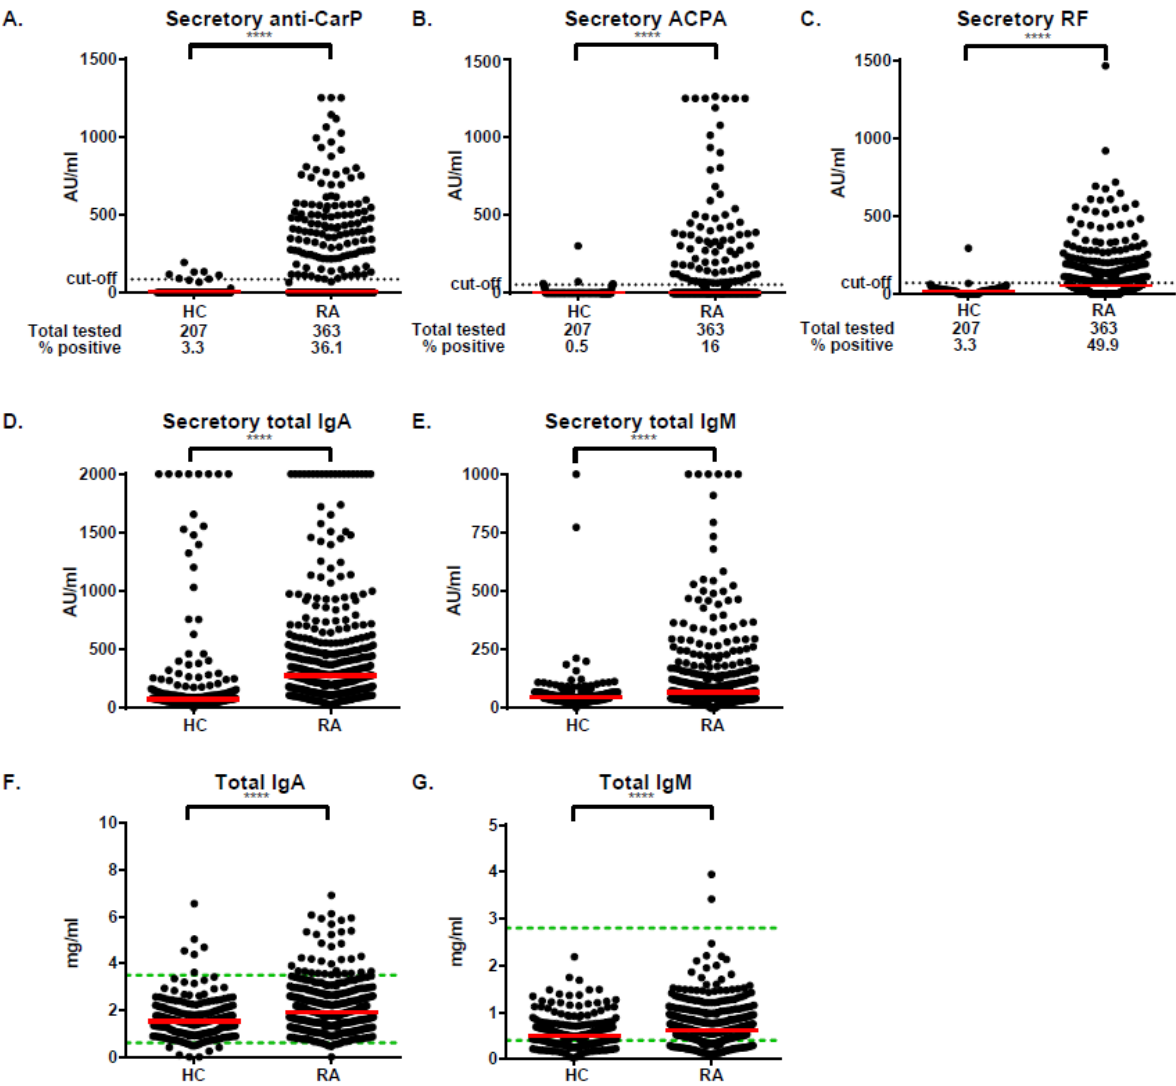 A. Secretory anti-CarP B. Secretory ACPA C. Secretory RF
**** **** ****
1500 1500 1500
1000 1000 1000
AU/ml AU/ml AU/ml
500 500 500
cut-off cut-off cut-off
0 0 0
HC RA HC RA HC RA
Total tested 207 363 Total tested 207 363 Total tested 207 363
% positive 3.3 36.1 % positive 0.5 16 % positive 3.3 49.9
D. Secretory total IgA E. Secretory total IgM
**** ****
2000 1000
1500 750
AU/ml AU/ml
1000 500
500 250
0 0
HC RA HC RA
F. Total IgA G. Total IgM
**** ****
10 5
8 4
6 3
mg/ml mg/ml
4 2
2 1
0 0
HC RA HC RA